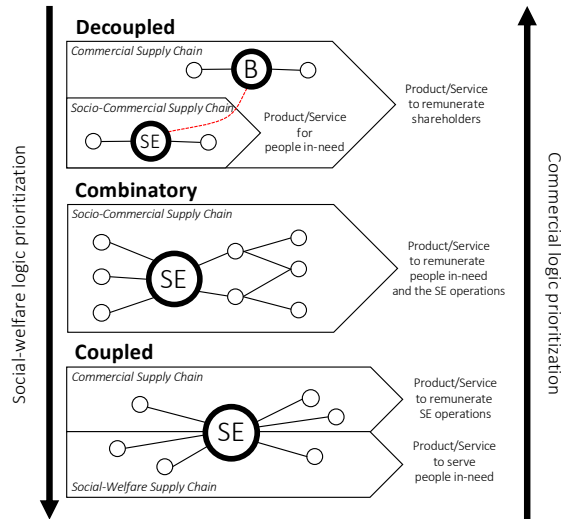 Decoupled
Commercial Supply Chain
B
Product/Service
to remunerate
shareholders
Socio-Commercial Supply Chain
SE
Product/Service
for
people in-need
Combinatory
Socio-Commercial Supply Chain
SE
Product/Service
to remunerate
people in-need
and the SE operations
Coupled
Commercial Supply Chain
SE
Product/Service
to remunerate
SE operations
Product/Service
to serve
people in-need
Social-Welfare Supply Chain
Social-welfare logic prioritization
Commercial logic prioritization